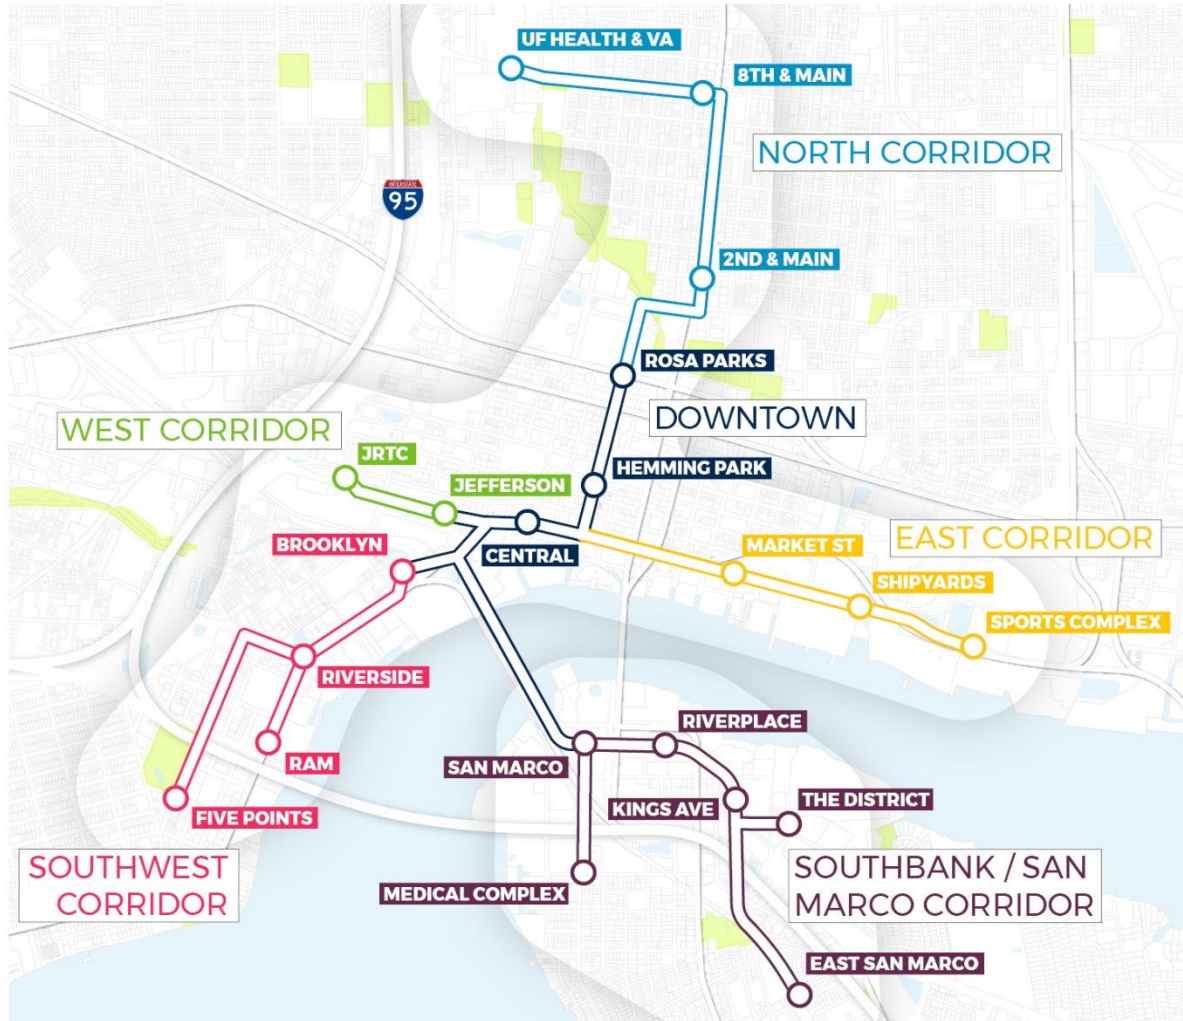 UF HEALTH & VA
8TH & MAIN
NORTH CORRIDOR
INTERSTATE
95
2ND & MAIN
ROSA PARKS
DOWNTOWN
WEST CORRIDOR
JRTC
HEMMING PARK
JEFFERSON
BROOKLYN
CENTRAL
MARKET ST
EAST CORRIDOR
SHIPYARDS
SPORTS COMPLEX
RIVERSIDE
RAM
FIVE POINTS
SOUTHWEST
CORRIDOR
RIVERPLACE
SAN MARCO
KINGS AVE
THE DISTRICT
MEDICAL COMPLEX
SOUTHBANK / SAN
MARCO CORRIDOR
EAST SAN MARCO